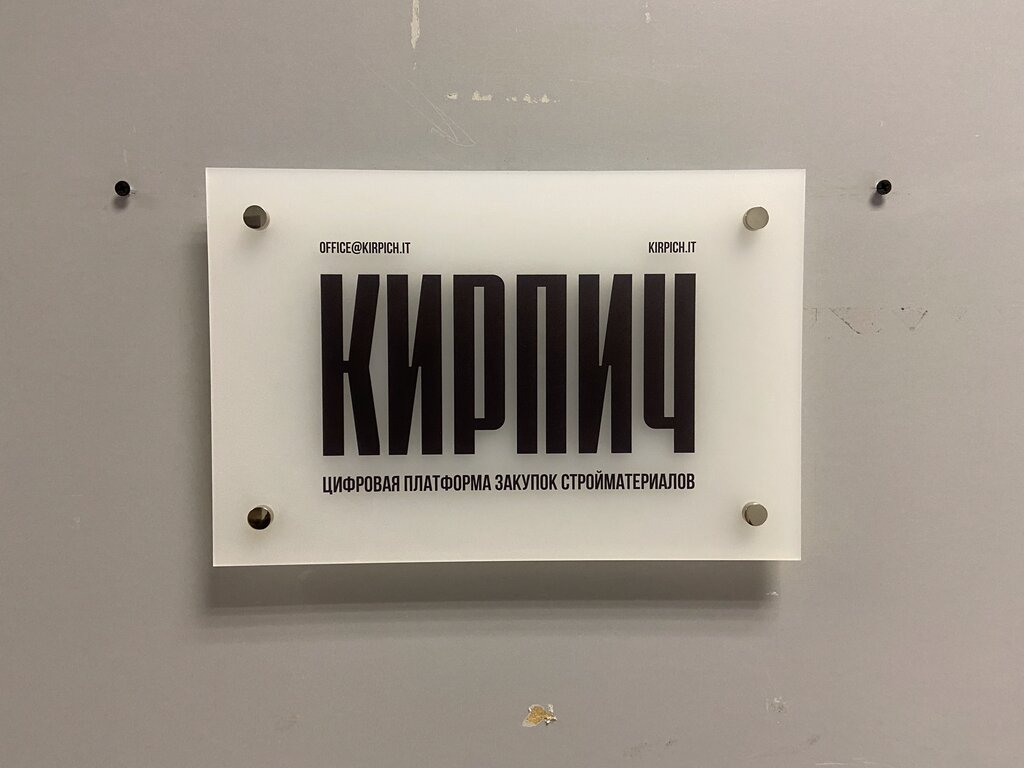 OFFICE@KIRPICH.IT KIRPICH.IT
КИРПИЧ
ЦИФРОВАЯ ПЛАТФОРМА ЗАКУПОК СТРОЙМАТЕРИАЛОВ